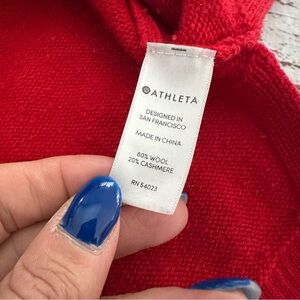 ATHLETA
DESIGNED IN
SAN FRANCISCO
MADE IN CHINA
80% WOOL
20% CASHMERE
RN 54023